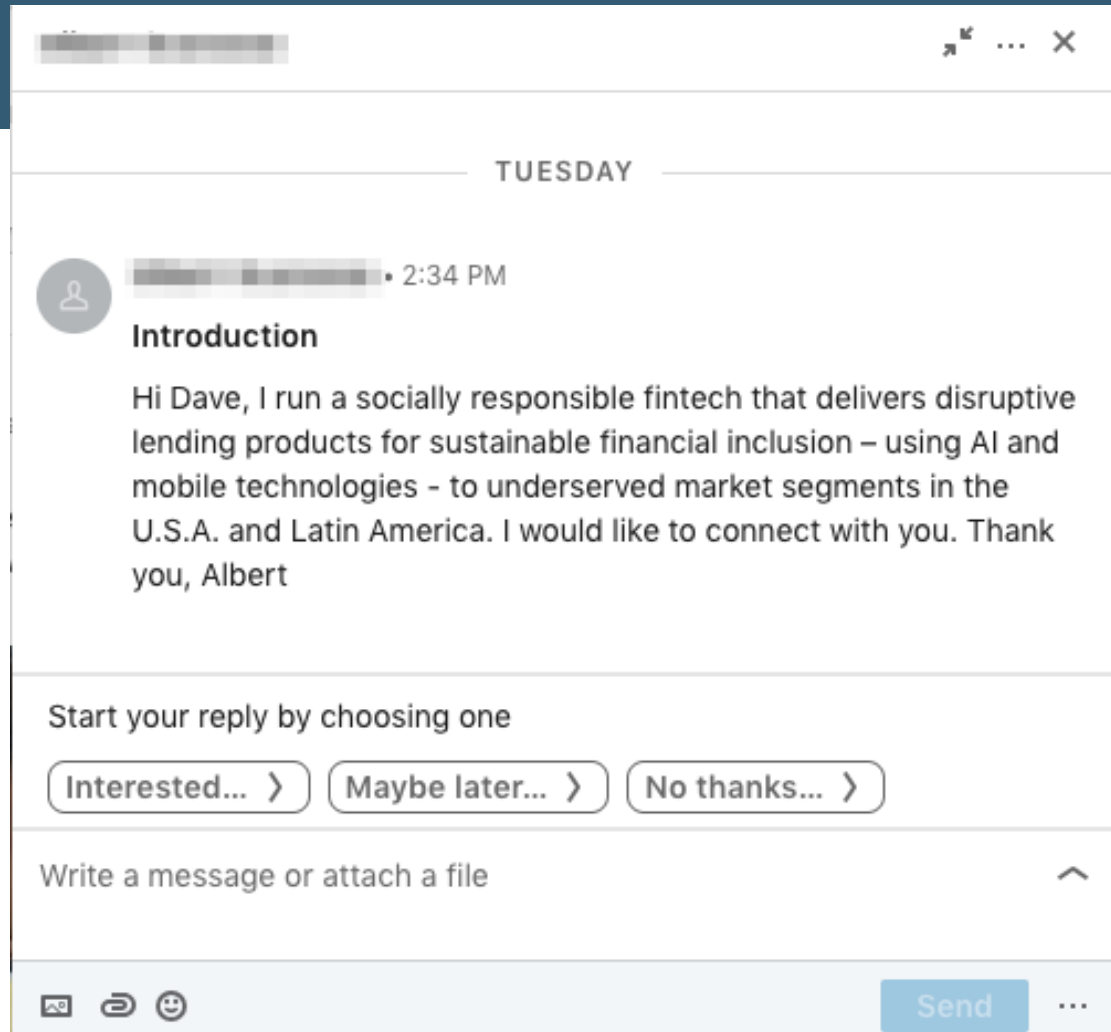 TUESDAY
• 2:34 PM
Introduction
Hi Dave, I run a socially responsible fintech that delivers disruptive
lending products for sustainable financial inclusion – using AI and
mobile technologies - to underserved market segments in the
U.S.A. and Latin America. I would like to connect with you. Thank
you, Albert
Start your reply by choing one
Interested... Maybe later... No thanks...
Write a message or attach a file
Send